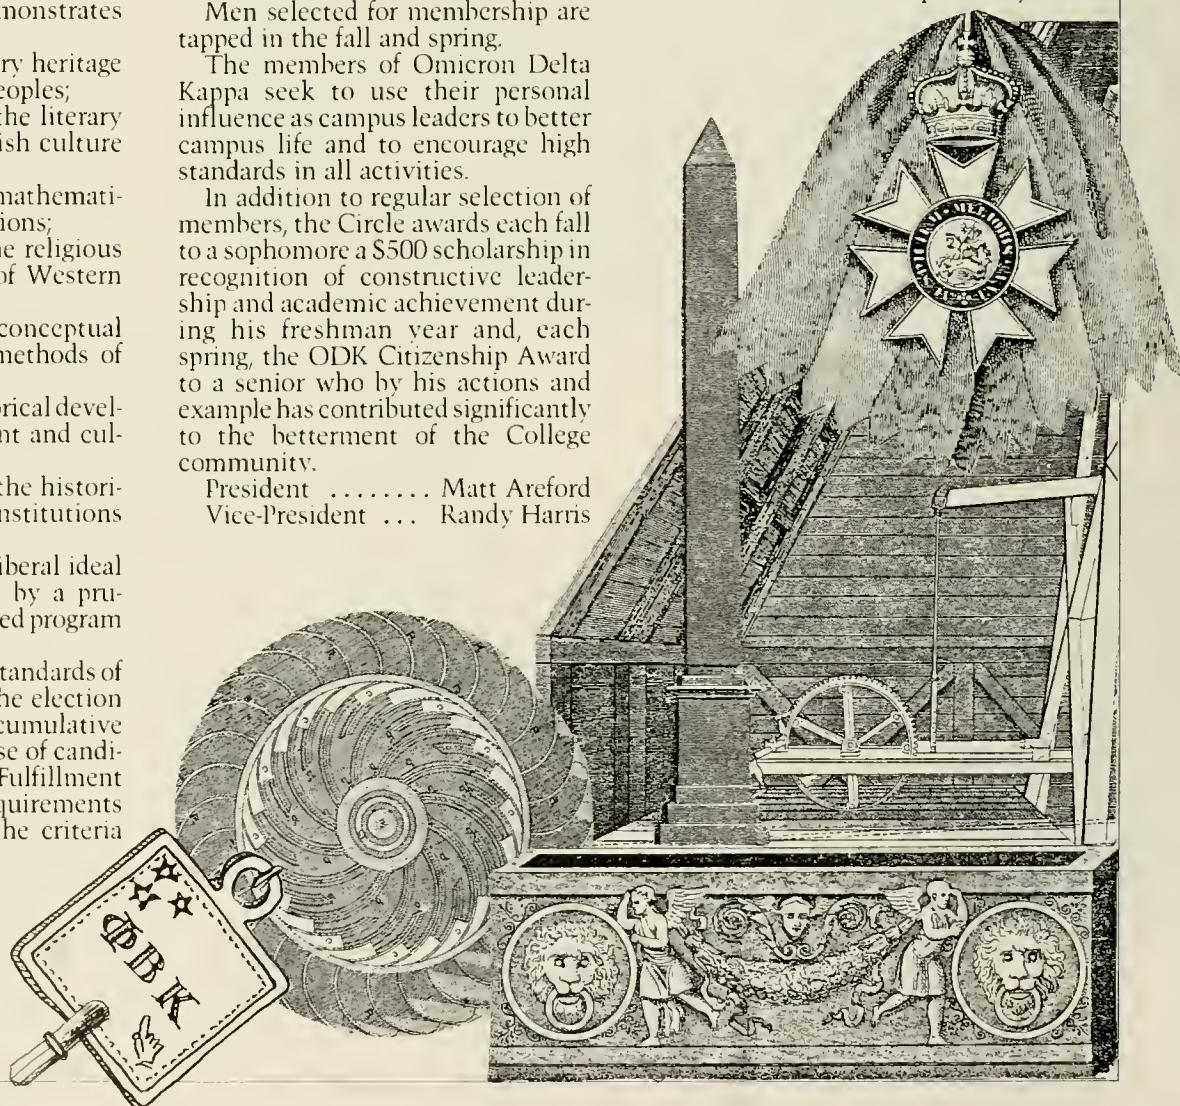 monstrates
ry heritage
eoples;
the literary
ish culture
mathemati-
ions;
e religious
of Western
conceptual
methods of
orical devel-
nt and cul-
the histori-
nstitutions
iberal ideal
by a pru-
ed program
tandards of
he election
cumulative
se of candi-
Fulfillment
quirements
he criteria
Men selected for membership are
tapped in the fall and spring.
The members of Omicron Delta
Kappa seek to use their personal
influence as campus leaders to better
campus life and to encourage high
standards in all activities.
In addition to regular selection of
members, the Circle awards each fall
to a sophomore a $500 scholarship in
recognition of constructive leader-
ship and academic achievement dur-
ing his freshman year and, each
spring, the ODK Citizenship Award
to a senior who by his actions and
example has contributed significantly
to the betterment of the College
community.
President ........ Matt Areford
Vice-President ... Randy Harris
ΦBK